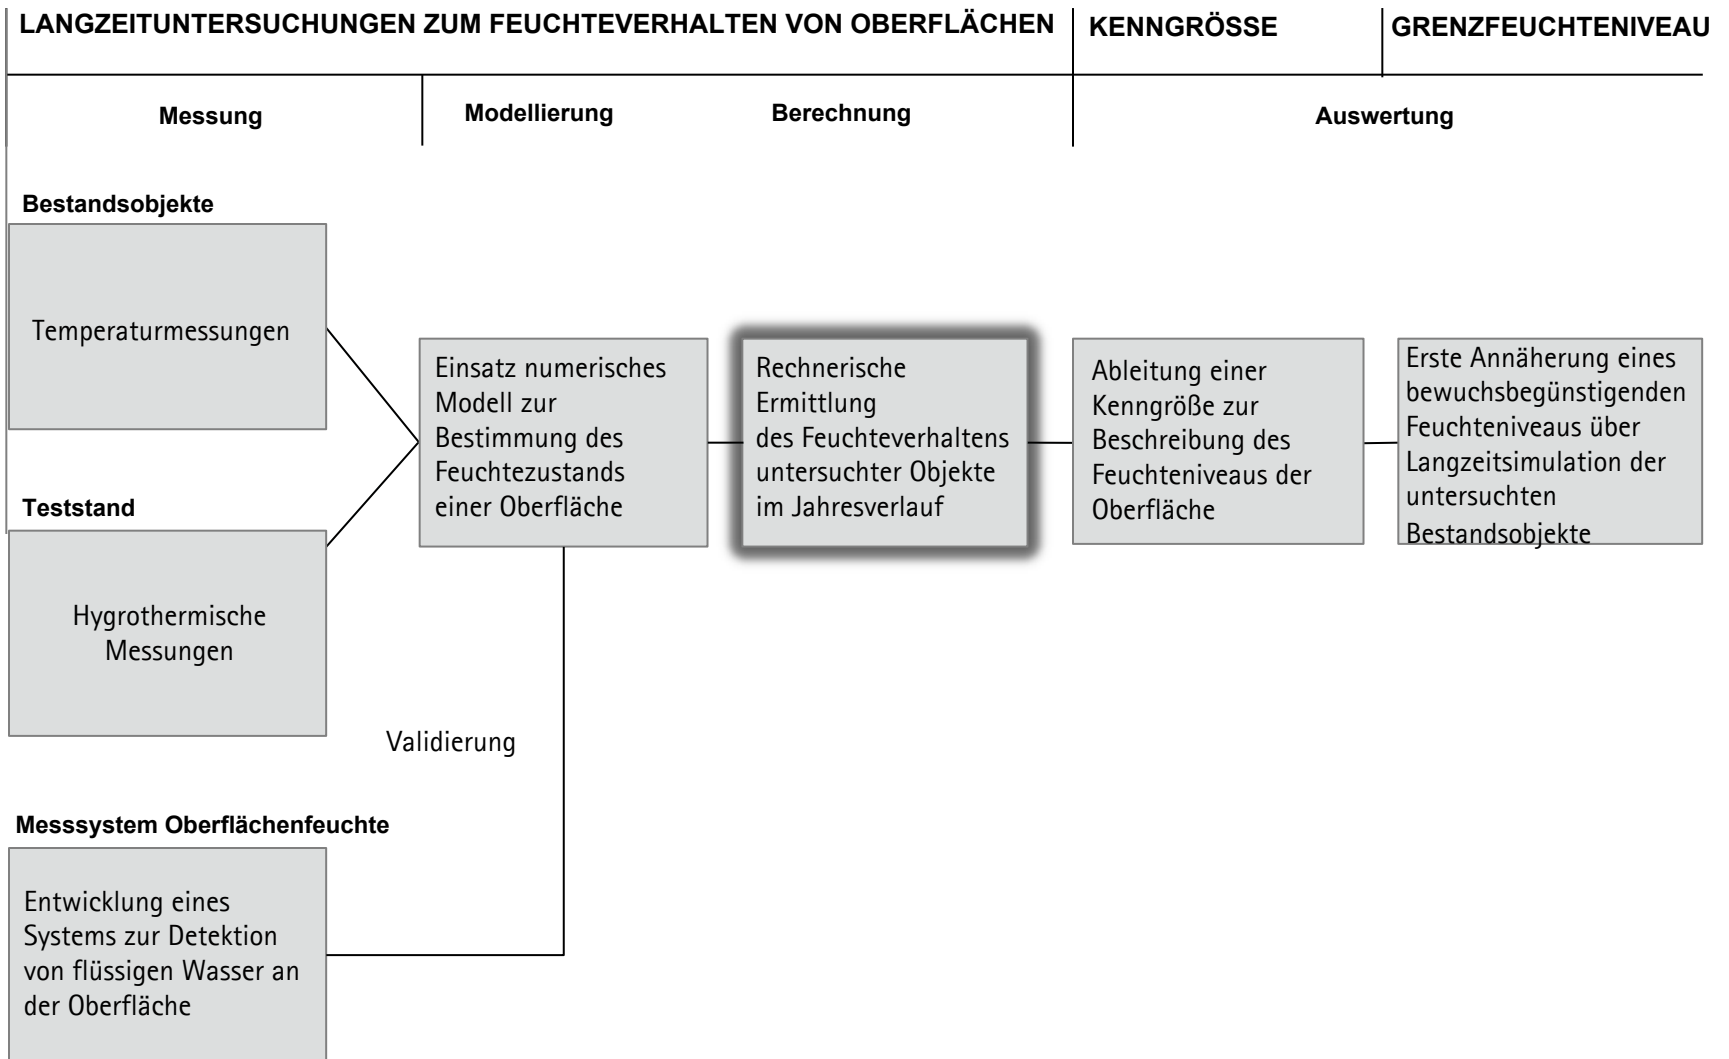 LANGZEITUNTERSUCHUNGEN ZUM FEUCHTEVERHALTEN VON OBERFLÄCHEN
KENNGRÖSSE
GRENZFEUCHTENIVEAU
Messung
Modellierung
Berechnung
Auswertung
Bestandsobjekte
Temperaturmessungen
Teststand
Hygrothermische
Messungen
Messsystem Oberflächenfeuchte
Entwicklung eines
Systems zur Detektion
von flüssigen Wasser an
der Oberfläche
Validierung
Einsatz numerisches
Modell zur
Bestimmung des
Feuchtezustands
einer Oberfläche
Rechnerische
Ermittlung
des Feuchteverhaltens
untersuchter Objekte
im Jahresverlauf
Ableitung einer
Kenngröße zur
Beschreibung des
Feuchteniveaus der
Oberfläche
Erste Annäherung eines
bewuchsbegünstigenden
Feuchteniveaus über
Langzeitsimulation der
untersuchten
Bestandsobjekte